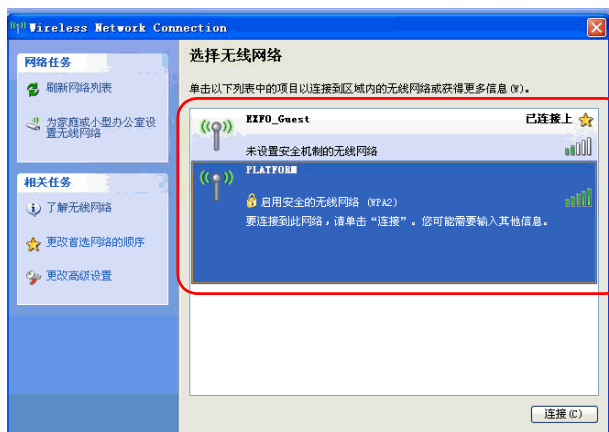 Wireless Network Connection
网络任务
刷新网络列表
为家庭或小型办公室设
置无线网络
相关任务
了解无线网络
更改首选网络的顺序
更改高级设置
选择无线网络
单击以下列表中的项目以连接到区域内的无线网络或获得更多信息(W)。
EXFO_Guest 已连接上
未设置安全机制的无线网络
PLATFORM
启用安全的无线网络 (WPA2)
要连接到此网络，请单击“连接”。您可能需要输入其他信息。
连接(C)